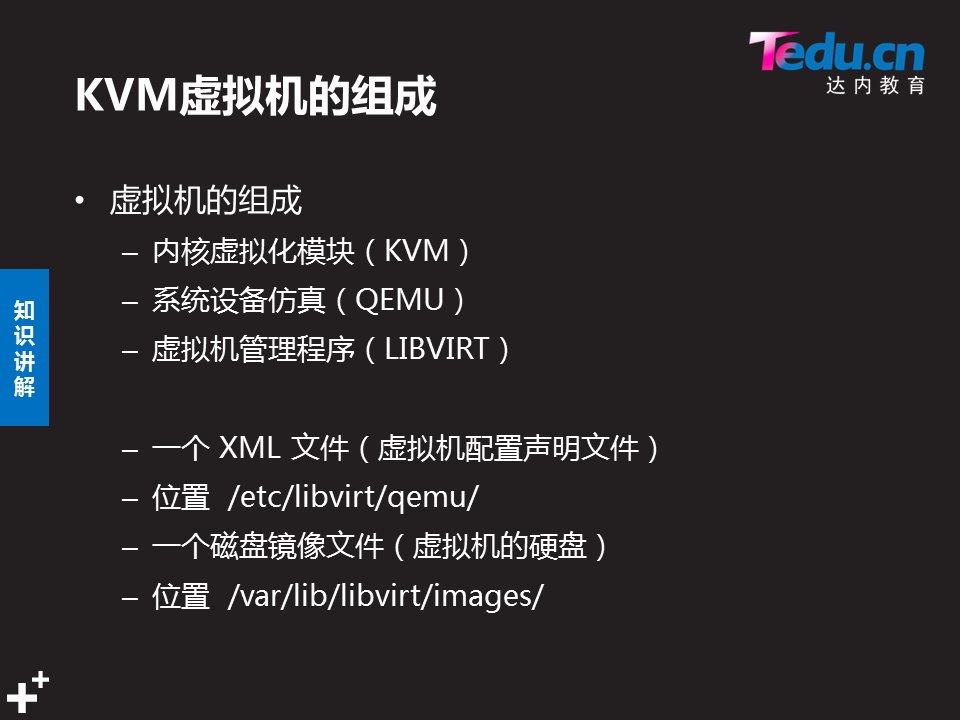 Tedu.cn
达内教育
KVM虚拟机的组成
• 虚拟机的组成
– 内核虚拟化模块（KVM）
– 系统设备仿真（QEMU）
– 虚拟机管理程序（LIBVIRT）
– 一个 XML 文件（虚拟机配置声明文件）
– 位置 /etc/libvirt/qemu/
– 一个磁盘镜像文件（虚拟机的硬盘）
– 位置 /var/lib/libvirt/images/
知识讲解